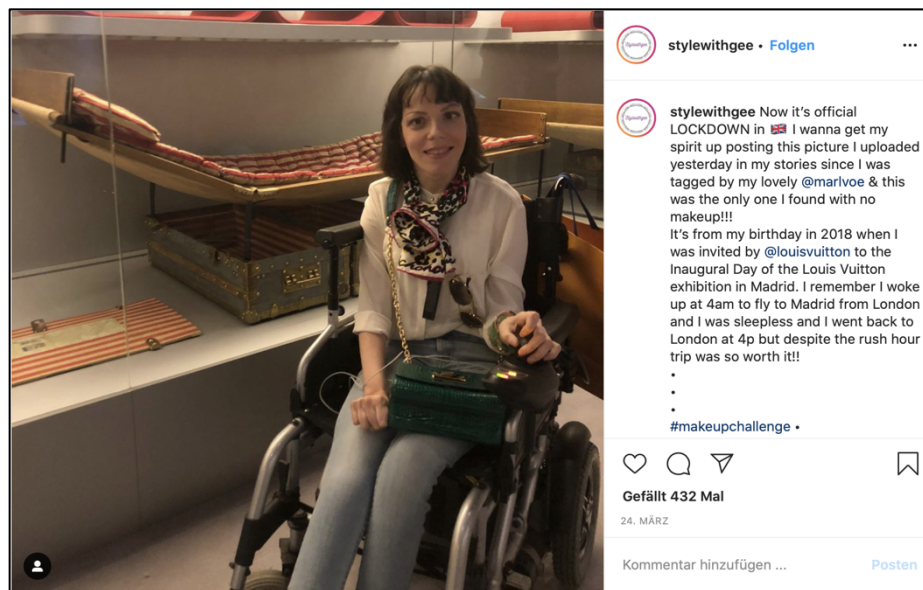 stylewithgee • Folgen
stylewithgee Now it's official
LOCKDOWN in 🇬🇧 I wanna get my
spirit up posting this picture I uploaded
yesterday in my stories since I was
tagged by my lovely @marlvoe & this
was the only one I found with no
makeup!!!
It's from my birthday in 2018 when I
was invited by @louisvuitton to the
Inaugural Day of the Louis Vuitton
exhibition in Madrid. I remember I woke
up at 4am to fly to Madrid from London
and I was sleepless and I went back to
London at 4p but despite the rush hour
trip was so worth it!!
•
•
•
#makeupchallenge •
Gefällt 432 Mal
24. MÄRZ
Kommentar hinzufügen ... Posten